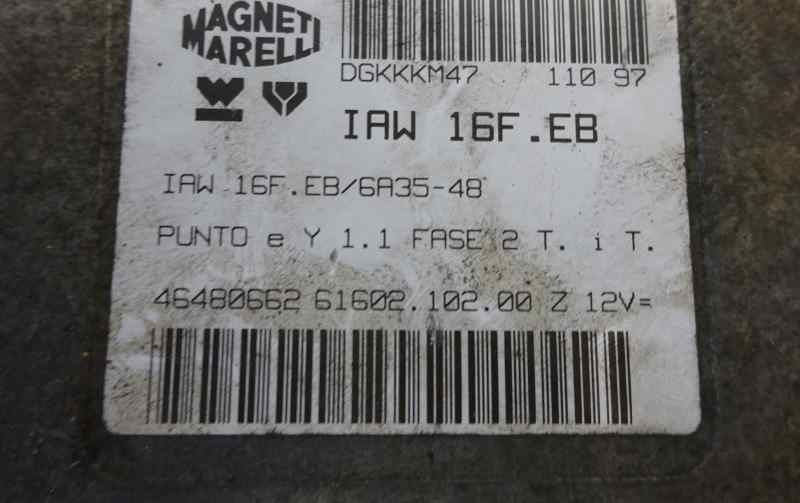 MAGNETI
MARELLI
DGKKKM47 110 97
IAW 16F.EB
IAW 16F.EB/6A35-48
PUNTO e Y 1.1 FASE 2 T. i T.
46480662 61602.102.00 Z 12V=